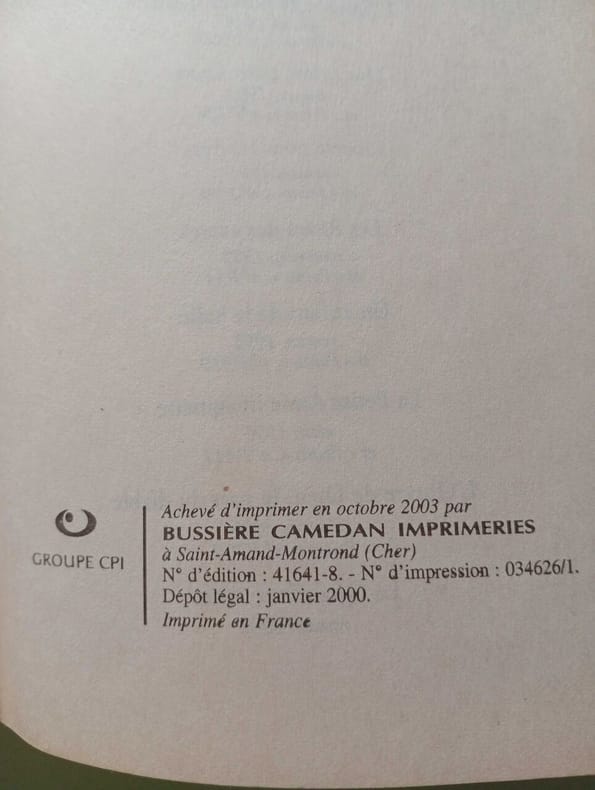 Achevé d'imprimer en octobre 2003 par
BUSSIÈRE CAMEDAN IMPRIMERIES
GROUPE CPI
à Saint-Amand-Montrond (Cher)
N° d'édition : 41641-8. - N° d'impression : 034626/1.
Dépôt légal : janvier 2000.
Imprimé en France